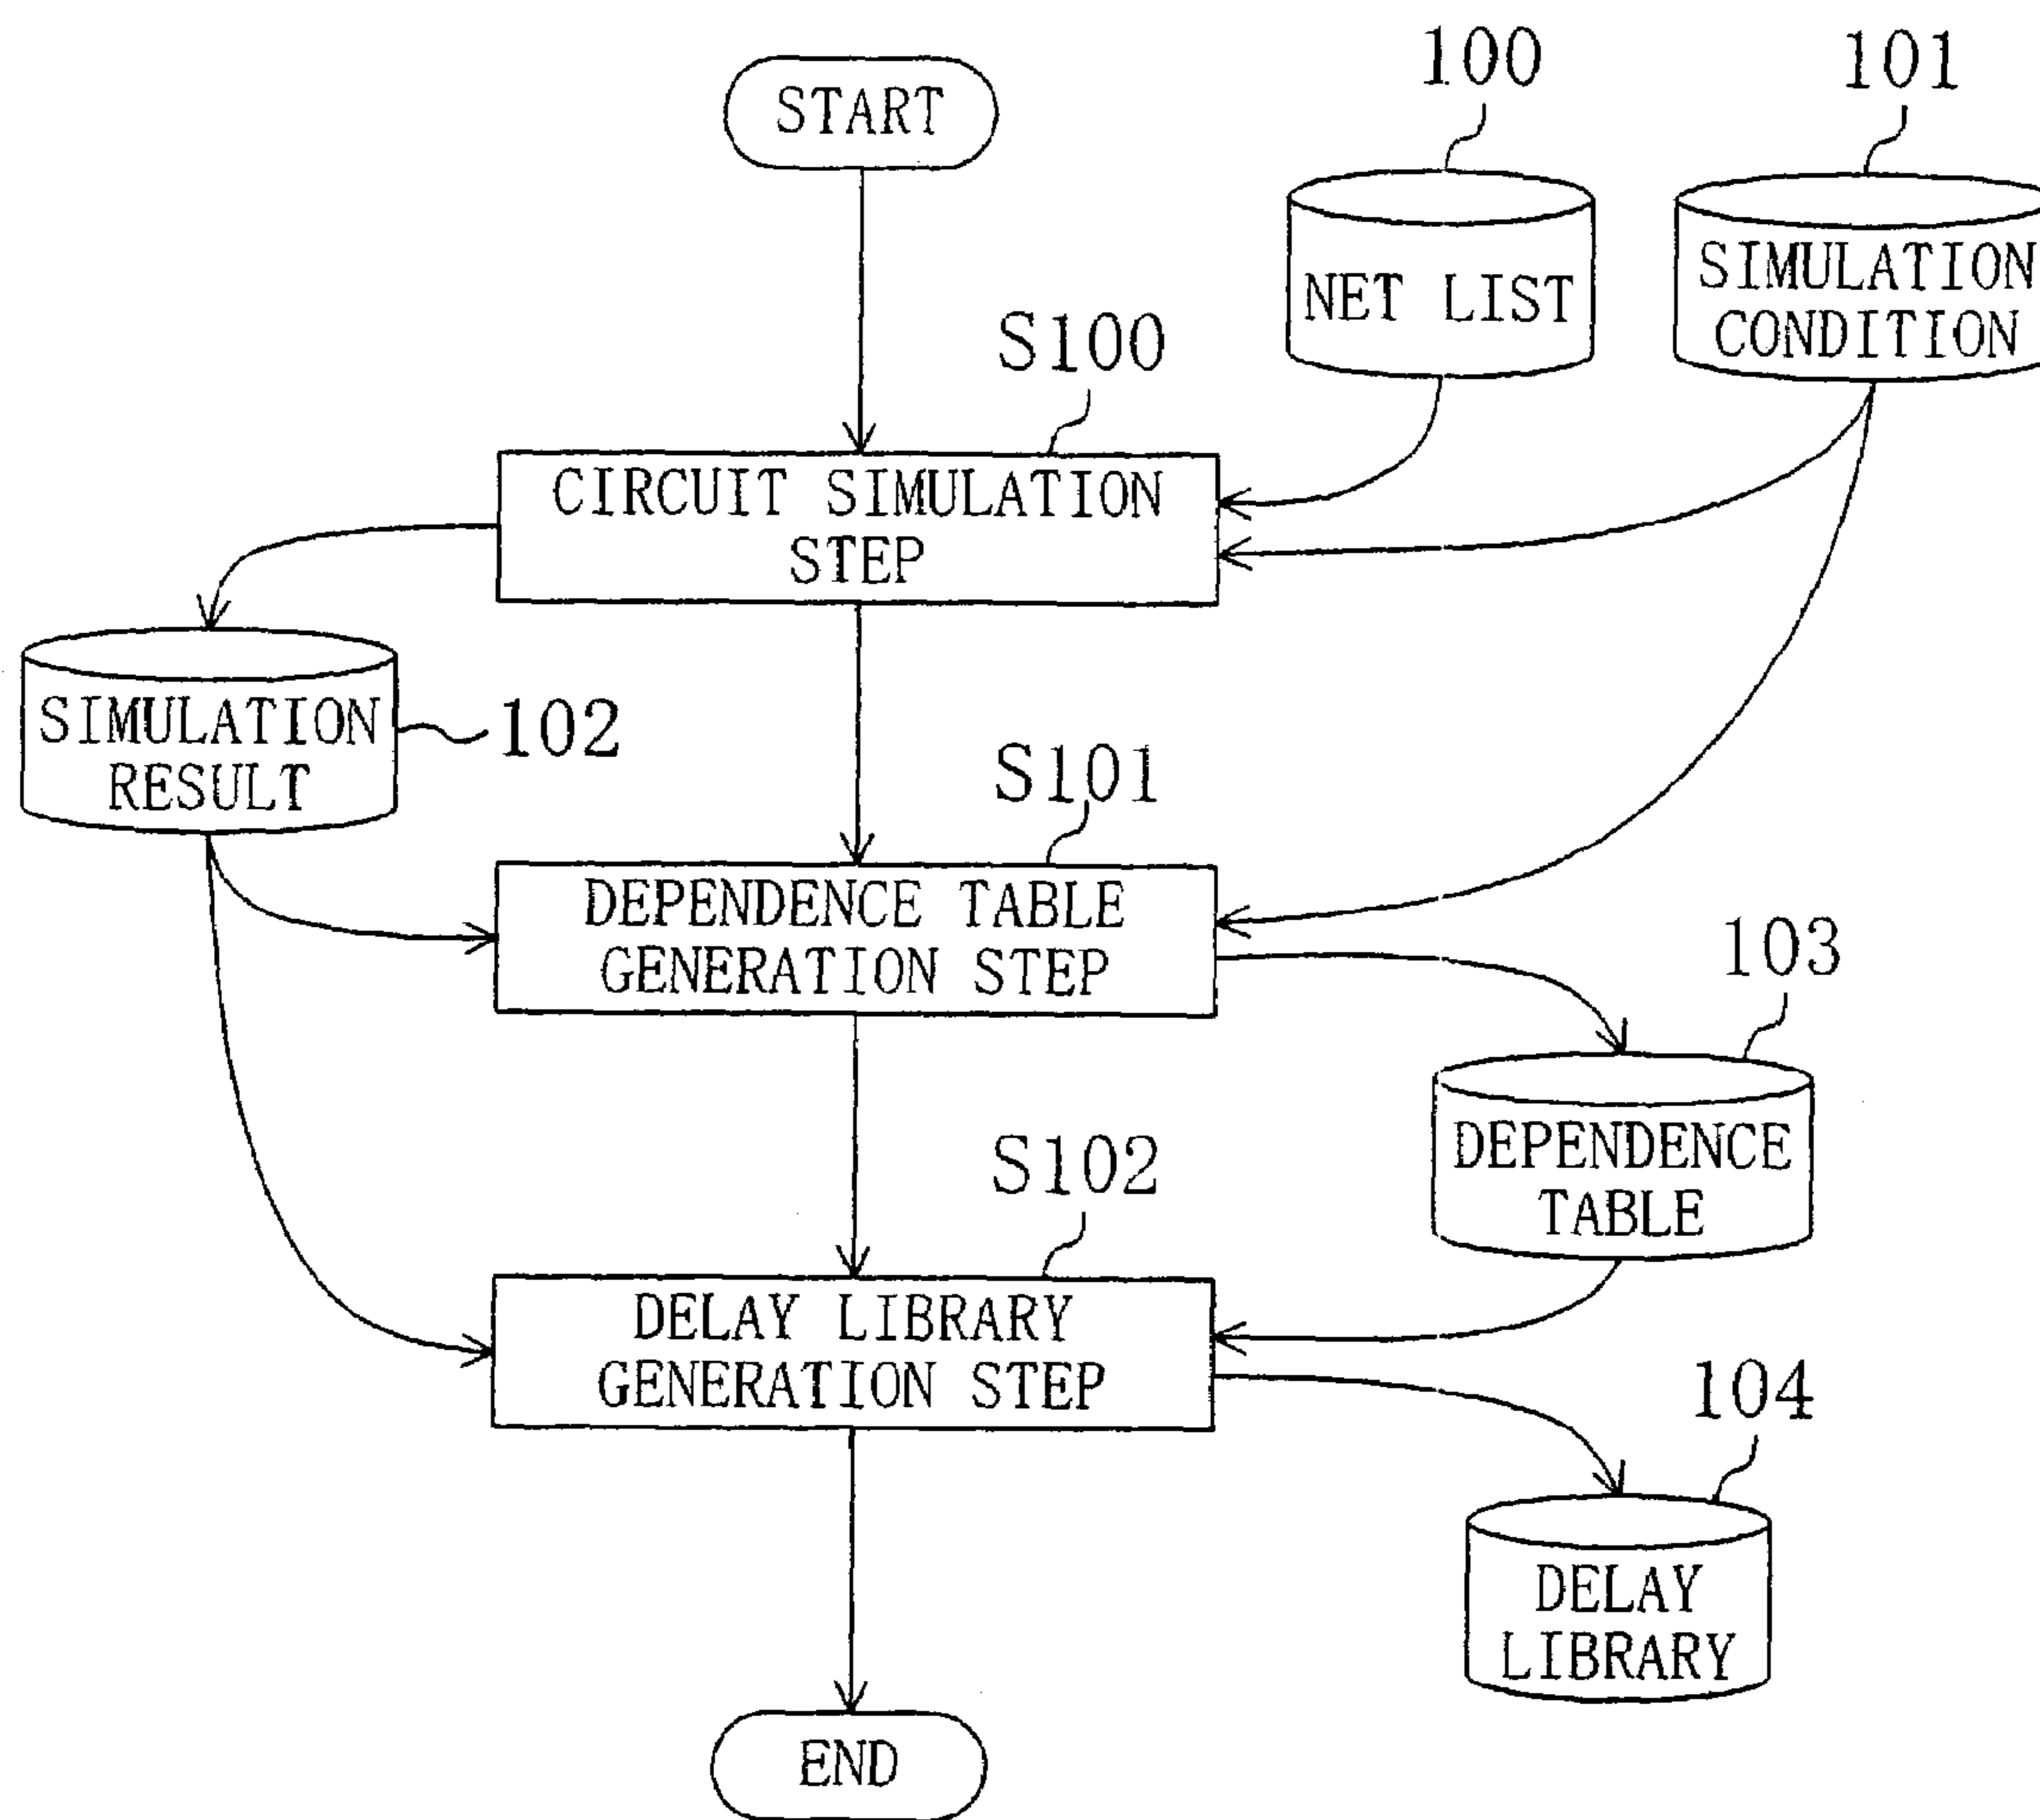 START
100
101
NET LIST
SIMULATION
CONDITION
S100
CIRCUIT SIMULATION
STEP
SIMULATION
RESULT
102
S101
DEPENDENCE TABLE
GENERATION STEP
103
DEPENDENCE
TABLE
S102
DELAY LIBRARY
GENERATION STEP
104
DELAY
LIBRARY
END